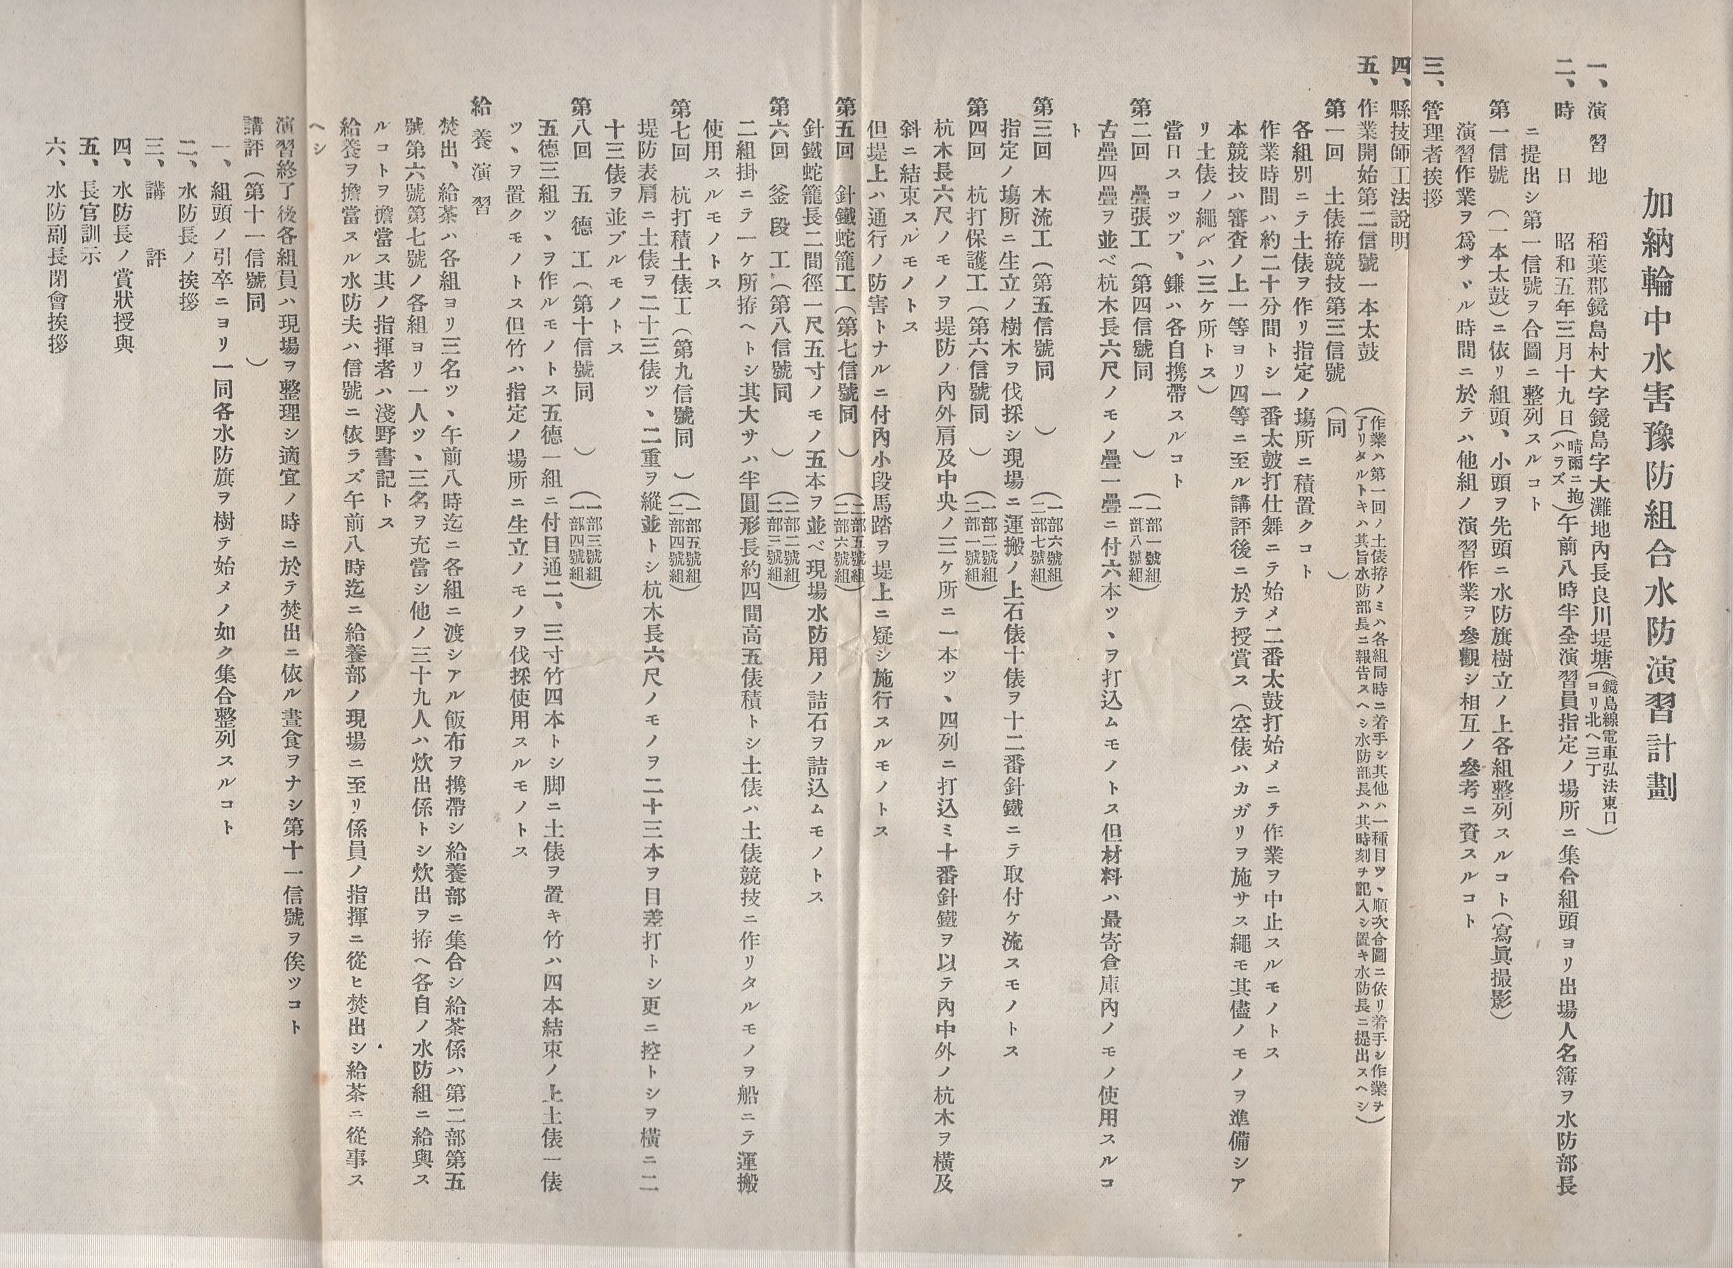 加納輪中水害豫防組合水防演習計劃
一、演習地　稻葉郡鏡島村大字鏡島字大灘地內長良川堤塘（鏡島線電車弘法東口ヨリ北ヘ三丁）
二、時日　昭和五年三月十九日（晴雨ニ抱ハラズ）午前八時半全演習員指定ノ場所ニ集合組頭ヨリ出場人名簿ヲ水防部長
ニ提出シ第一信號ヲ合圖ニ整列スルコト
第一信號（一本太鼓）ニ依リ組頭、小頭ヲ先頭ニ水防旗樹立ノ上各組整列スルコト（寫眞撮影）
演習作業ヲ爲サヾル時間ニ於テハ他組ノ演習作業ヲ參觀シ相互ノ參考ニ資スルコト
三、管理者挨拶
四、縣技師工法說明
五、作業開始第二信號一本太鼓（作業ハ第一回ノ土俵拵ノミハ各組同時ニ着手シ其他ハ一種目ツヽ順次合圖ニ依リ着手シ作業ヲ
了リタルトキハ其旨水防部長ニ報告スヘシ水防部長ハ其時刻ヲ記入シ置キ水防長ニ提出スヘシ）
第一回　土俵拵競技第三信號（同　）
各組別ニテ土俵ヲ作リ指定ノ場所ニ積置クコト
作業時間ハ約二十分間トシ一番太鼓打仕舞ニテ始メ二番太鼓打始メニテ作業ヲ中止スルモノトス
本競技ハ審査ノ上一等ヨリ四等ニ至ル講評後ニ於テ授賞ス（空俵ハカガリヲ施サス繩モ其儘ノモノヲ準備シア
リ土俵ノ繩〆ハ三ケ所トス）
當日スコツプ、鎌ハ各自携帶スルコト
第二回　疊張工（第四信號同　）（一部一號組　一部八號組）
古疊四疊ヲ並ベ杭木長六尺ノモノ疊一疊ニ付六本ツヽヲ打込ムモノトス但材料ハ最寄倉庫內ノモノ使用スルコ
ト
第三回　木流工（第五信號同　）（一部六號組　二部七號組）
指定ノ場所ニ生立ノ樹木ヲ伐採シ現場ニ運搬ノ上石俵十俵ヲ十二番針鐵ニテ取付ケ流スモノトス
第四回　杭打保護工（第六信號同　）（一部二號組　二部一號組）
杭木長六尺ノモノヲ堤防ノ內外肩及中央ノ三ケ所ニ一本ツヽ四列ニ打込ミ十番針鐵ヲ以テ內中外ノ杭木ヲ橫及
斜ニ結束スルモノトス
但堤上ハ通行ノ防害トナルニ付內小段馬踏ヲ堤上ニ疑シ施行スルモノトス
第五回　針鐵蛇籠工（第七信號同　）（二部五號組　二部六號組）
針鐵蛇籠長二間徑一尺五寸ノモノ五本ヲ並ベ現場水防用ノ詰石ヲ詰込ムモノトス
第六回　釜段工（第八信號同　）（二部二號組　二部三號組）
二組掛ニテ一ケ所拵ヘトシ其大サハ半圓形長約四間高五俵積トシ土俵ハ土俵競技ニ作リタルモノヲ船ニテ運搬
使用スルモノトス
第七回　杭打積土俵工（第九信號同　）（一部五號組　二部四號組）
堤防表肩ニ土俵ヲ二十三俵ツヽ二重ヲ縱並トシ杭木長六尺ノモノヲ二十三本ヲ目差打トシ更ニ控トシヲ橫ニ二
十三俵ヲ並ブルモノトス
第八回　五德工（第十信號同　）（一部三號組　一部四號組）
五德三組ツヽヲ作ルモノトス五德一組ニ付目通二、三寸竹四本トシ脚ニ土俵ヲ置キ竹ハ四本結束ノ上土俵一俵
ツヽヲ置クモノトス但竹ハ指定ノ場所ニ生立ノモノヲ伐採使用スルモノトス
給養演習
焚出、給茶ハ各組ヨリ三名ツヽ午前八時迄ニ各組ニ渡シアル飯布ヲ携帶シ給養部ニ集合シ給茶係ハ第二部第五
號第六號第七號ノ各組ヨリ一人ツヽ三名ヲ充當シ他ノ三十九人ハ炊出係トシ炊出ヲ拵ヘ各自ノ水防組ニ給與ス
ルコトヲ擔當ス其ノ指揮者ハ淺野書記トス
給養ヲ擔當スル水防夫ハ信號ニ依ラズ午前八時迄ニ給養部ノ現場ニ至リ係員ノ指揮ニ從ヒ焚出シ給茶ニ從事ス
ヘシ
演習終了後各組員ハ現場ヲ整理シ適宜ノ時ニ於テ焚出ニ依ル晝食ヲナシ第十一信號ヲ俟ツコト
講評（第十一信號同　）
一、組頭ノ引卒ニヨリ一同各水防旗ヲ樹テ始メノ如ク集合整列スルコト
二、水防長ノ挨拶
三、講評
四、水防長ノ賞狀授與
五、長官訓示
六、水防副長閉會挨拶